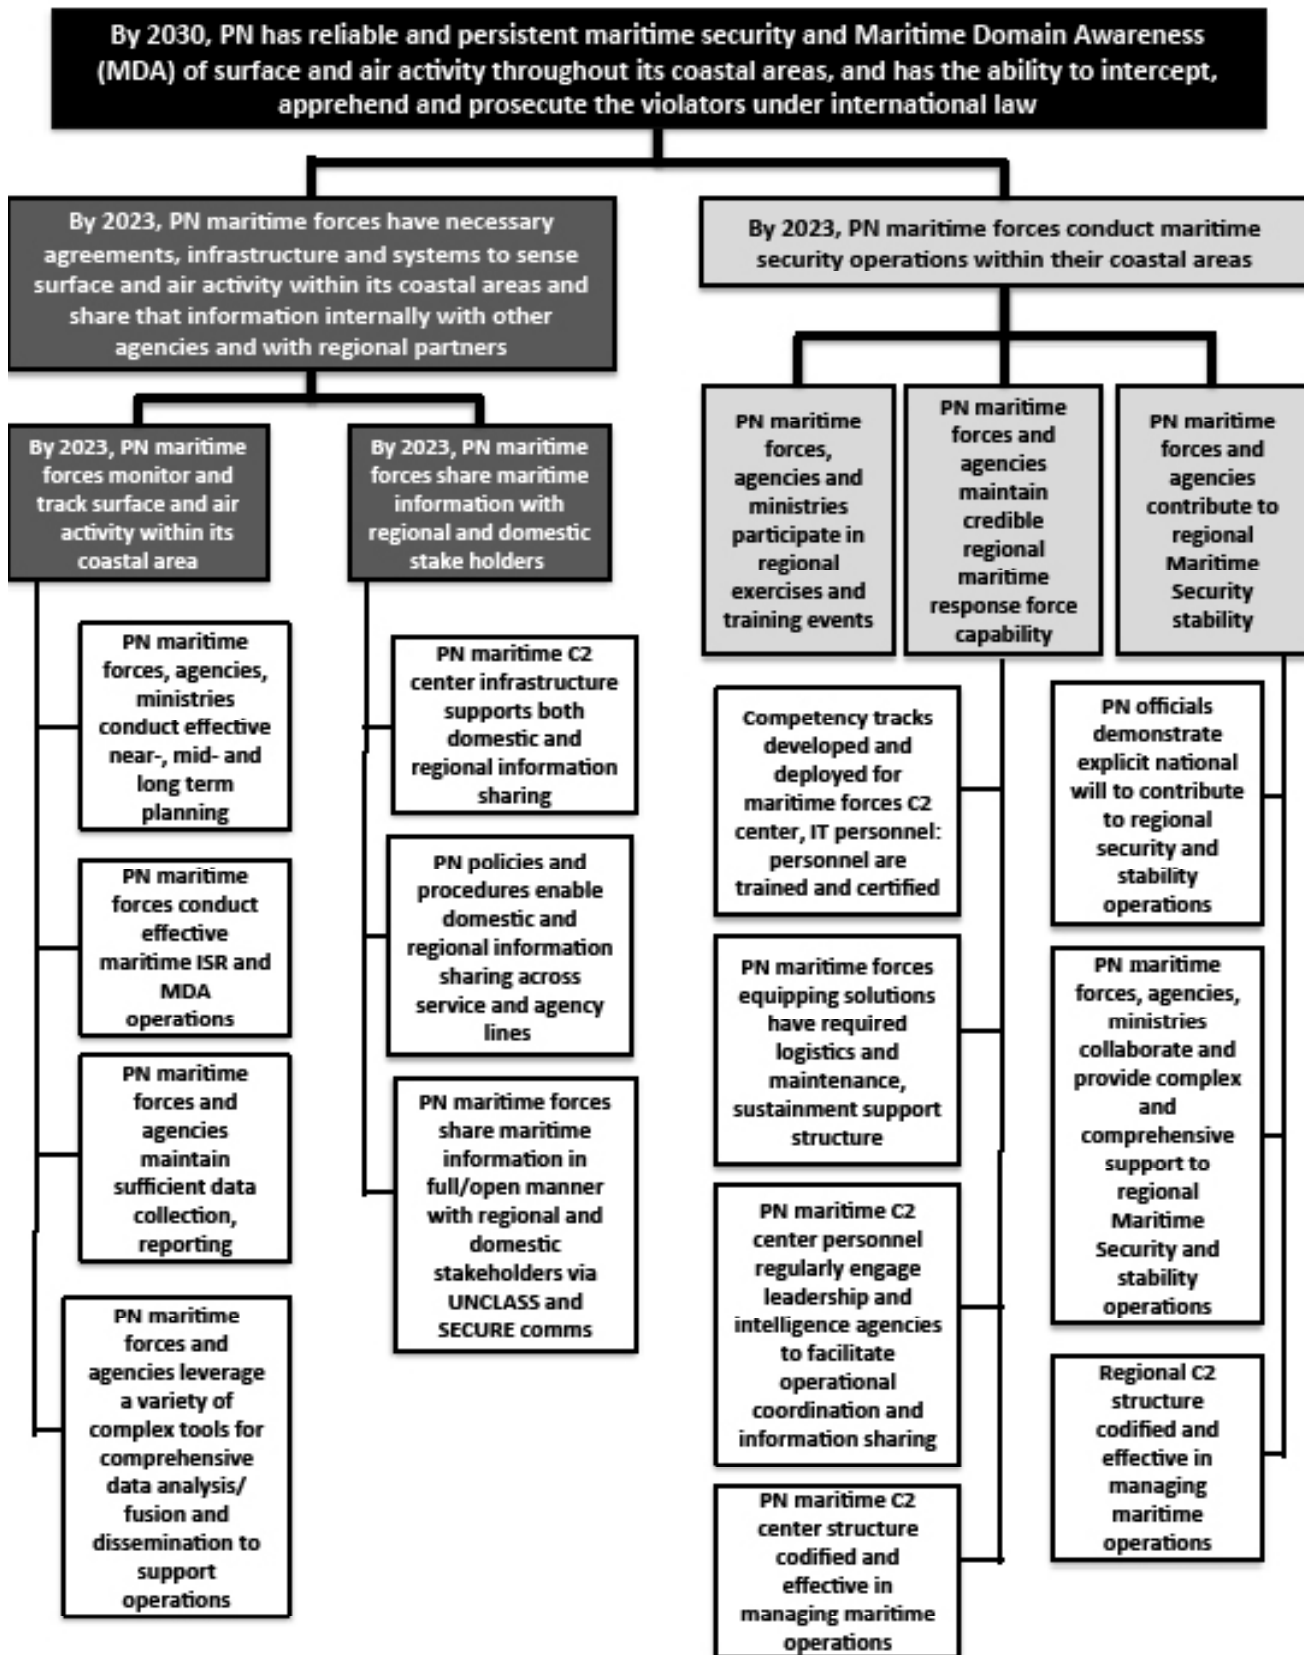 By 2030, PN has reliable and persistent maritime security and Maritime Domain Awareness
(MDA) of surface and air activity throughout its coastal areas, and has the ability to intercept,
apprehend and prosecute the violators under international law
By 2023, PN maritime forces have necessary
agreements, infrastructure and systems to sense
surface and air activity within its coastal areas and
share that information internally with other
agencies and with regional partners
By 2023, PN maritime
forces monitor and
track surface and air
activity within its
coastal area
PN maritime
forces, agencies,
ministries
conduct effective
near-, mid- and
long term
planning
PN maritime
forces conduct
effective
maritime ISR and
MDA
operations
PN maritime
forces and
agencies
maintain
sufficient data
collection,
reporting
PN maritime
forces and
agencies leverage
a variety of
complex tools for
comprehensive
data analysis/
fusion and
dissemination to
support
operations
By 2023, PN maritime
forces share maritime
information with
regional and domestic
stake holders
PN maritime C2
center infrastructure
supports both
domestic and
regional information
sharing
PN policies and
procedures enable
domestic and
regional information
sharing across
service and agency
lines
PN maritime forces
share maritime
information in
full/open manner
with regional and
domestic
stakeholders via
UNCLASS and
SECURE comms
By 2023, PN maritime forces conduct maritime
security operations within their coastal areas
PN maritime
forces,
agencies and
ministries
participate in
regional
exercises and
training events
PN maritime
forces and
agencies
maintain
credible
regional
maritime
response force
capability
Competency tracks
developed and
deployed for
maritime forces C2
center, IT personnel:
personnel are
trained and certified
PN maritime forces
equipping solutions
have required
logistics and
maintenance,
sustainment support
structure
PN maritime C2
center personnel
regularly engage
leadership and
intelligence agencies
to facilitate
operational
coordination and
information sharing
PN maritime C2
center structure
codified and
effective in
managing maritime
operations
PN maritime
forces and
agencies
contribute to
regional
Maritime
Security
stability
PN officials
demonstrate
explicit national
will to contribute
to regional
security and
stability
operations
PN maritime
forces, agencies,
ministries
collaborate and
provide complex
and
comprehensive
support to
regional
Maritime
Security and
stability
operations
Regional C2
structure
codified and
effective in
managing
maritime
operations